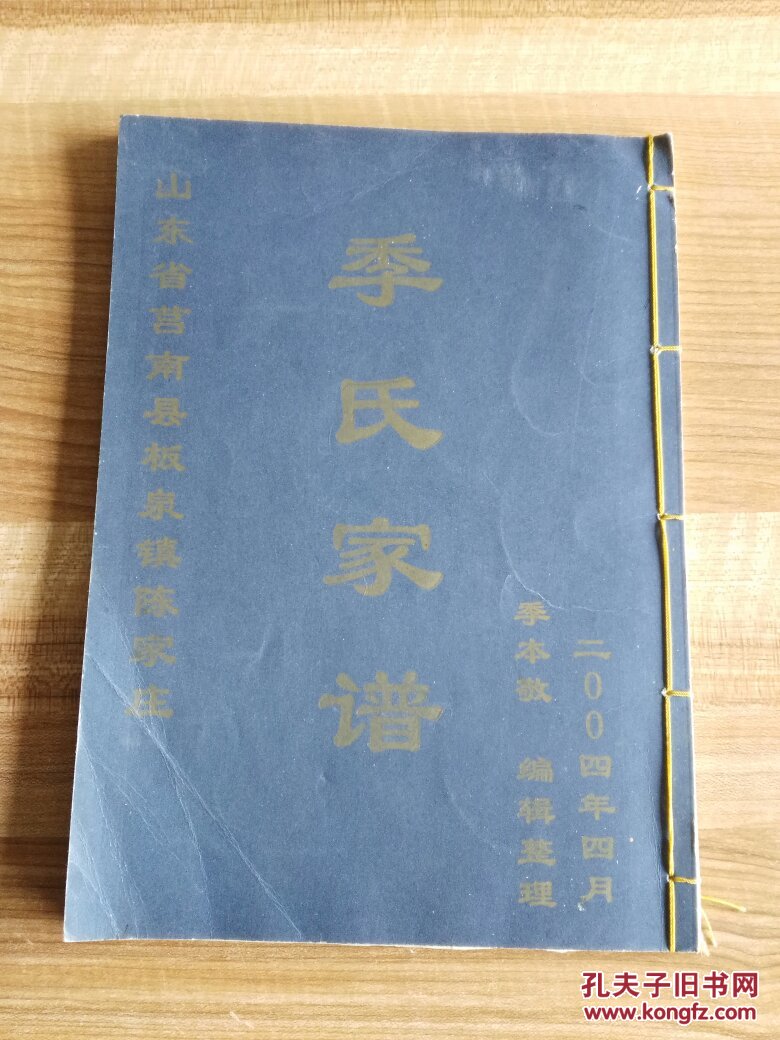 山东省莒南县板泉镇陈家庄
季氏家谱
季本敬 编辑整理
二00四年四月
孔夫子旧书网
www.kongfz.com